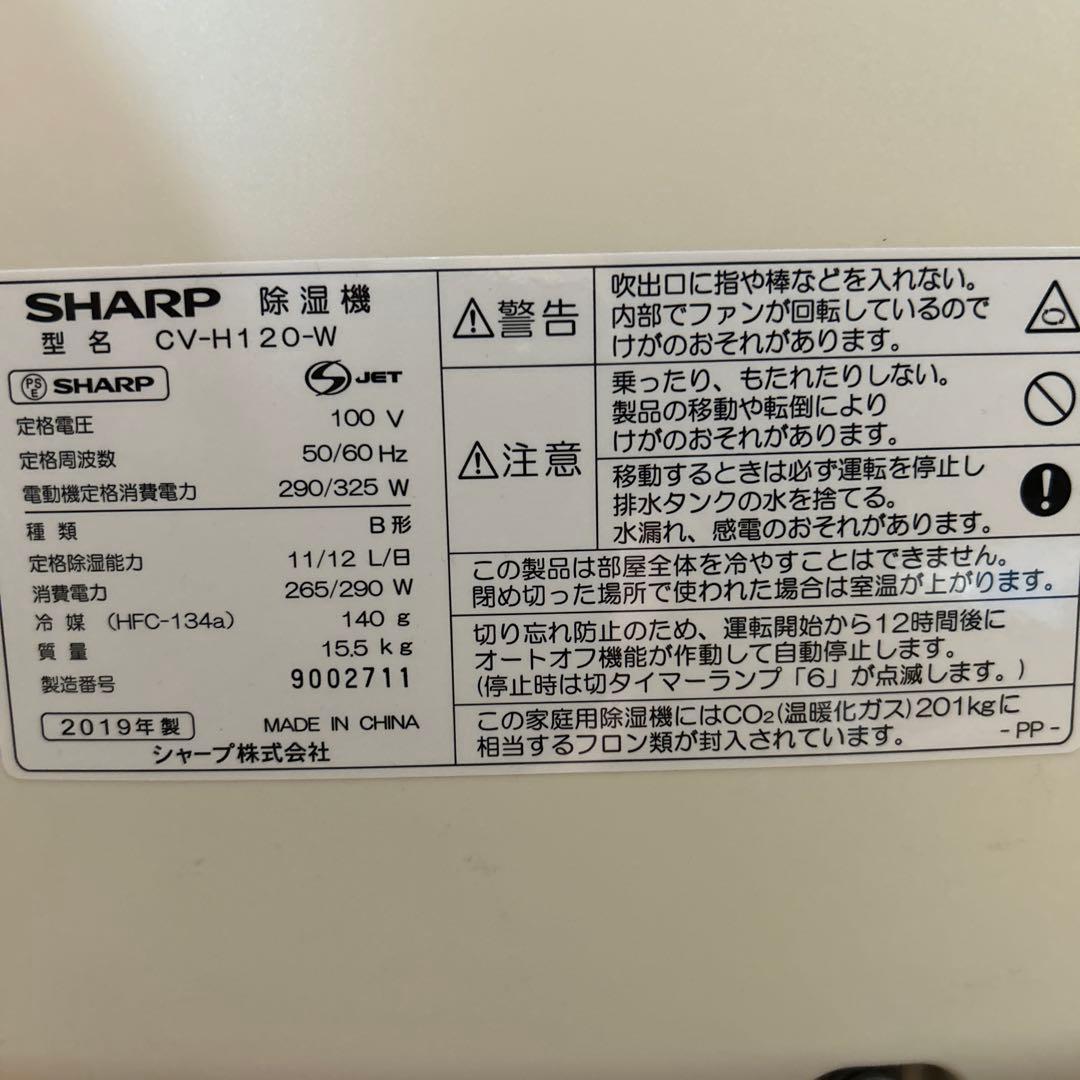 SHARP 除湿機
型名 CV-H120-W
PSE SHARP
S JET
定格電圧 100 V
定格周波数 50/60 Hz
電動機定格消費電力 290/325 W
種類 B形
定格除湿能力 11/12 L/日
消費電力 265/290 W
冷媒 (HFC-134a) 140 g
質量 15.5 kg
製造番号 9002711
2019年製 MADE IN CHINA
シャープ株式会社
警告
吹出口に指や棒などを入れない。
内部でファンが回転しているので
けがのおそれがあります。
注意
乗ったり、もたれたりしない。
製品の移動や転倒により
けがのおそれがあります。
移動するときは必ず運転を停止し
排水タンクの水を捨てる。
水漏れ、感電のおそれがあります。
この製品は部屋全体を冷やすことはできません。
閉め切った場所で使われた場合は室温が上がります。
切り忘れ防止のため、運転開始から12時間後に
オートオフ機能が作動して自動停止します。
(停止時は切タイマーランプ「6」が点滅します。)
この家庭用除湿機にはCO₂(温暖化ガス)201kgに
相当するフロン類が封入されています。 -PP-